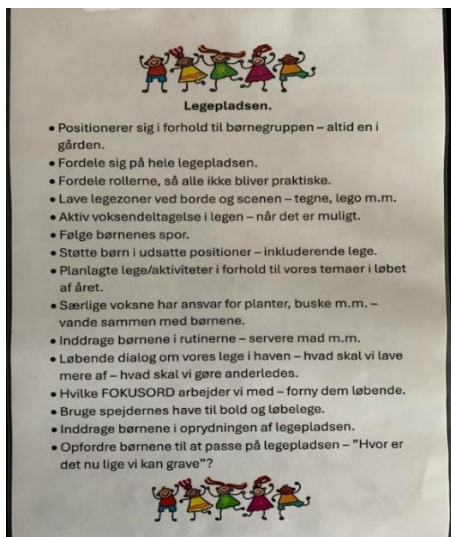 Legepladsen.
• Positionerer sig i forhold til børnegruppen – altid en i
gården.
• Fordele sig på hele legepladsen.
• Fordele rollerne, så alle ikke bliver praktiske.
• Lave legezoner ved borde og scenen – tegne, lego m.m.
• Aktiv voksendeltagelse i legen – når det er muligt.
• Følge børnenes spor.
• Støtte børn i udsatte positioner – inkluderende lege.
• Planlagte lege/aktiviteter i forhold til vores temaer i løbet
af året.
• Særlige voksne har ansvar for planter, buske m.m. –
vande sammen med børnene.
• Inddrage børnene i rutinerne – servere mad m.m.
• Løbende dialog om vores lege i haven – hvad skal vi lave
mere af – hvad skal vi gøre anderledes.
• Hvilke FOKUSORD arbejder vi med – forny dem løbende.
• Bruge spejdernes have til bold og løbelege.
• Inddrage børnene i oprydningen af legepladsen.
• Opfordre børnene til at passe på legepladsen – ”Hvor er
det nu lige vi kan grave”?